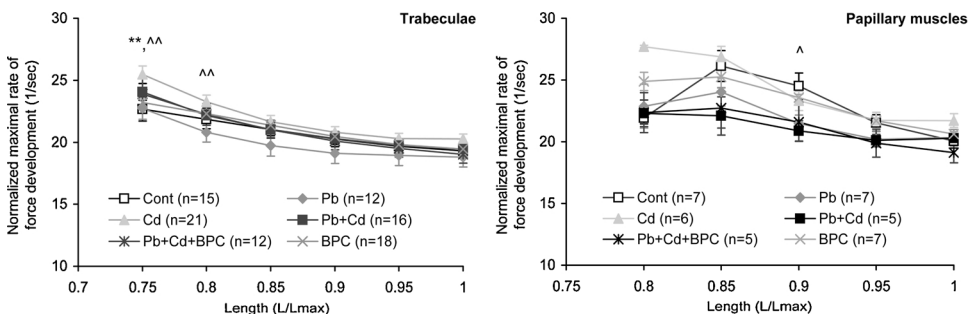 Trabeculae
Normalized maximal rate of
force development (1/sec)
30
25
20
15
10
**,^^
^^
Cont (n=15)
Pb (n=12)
Cd (n=21)
Pb+Cd (n=16)
Pb+Cd+BPC (n=12)
BPC (n=18)
0.7
0.75
0.8
0.85
0.9
0.95
1
Length (L/Lmax)
Papillary muscles
Normalized maximal rate of
force development (1/sec)
30
25
20
15
10
^
Cont (n=7)
Pb (n=7)
Cd (n=6)
Pb+Cd (n=5)
Pb+Cd+BPC (n=5)
BPC (n=7)
0.75
0.8
0.85
0.9
0.95
1
Length (L/Lmax)